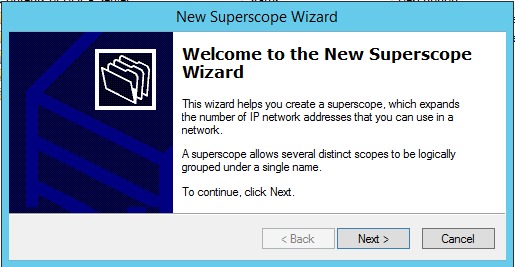 New Superscope Wizard
Welcome to the New Superscope
Wizard
This wizard helps you create a superscope, which expands
the number of IP network addresses that you can use in a
network.
A superscope allows several distinct scopes to be logically
grouped under a single name.
To continue, click Next.
< Back
Next >
Cancel